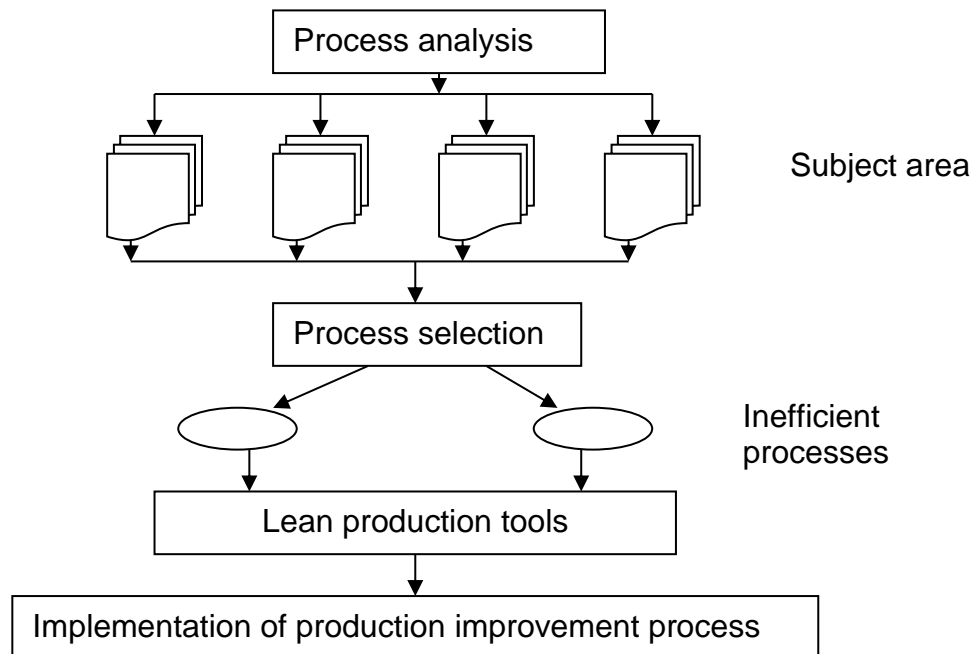 Process analysis
Subject area
Process selection
Inefficient
processes
Lean production tools
Implementation of production improvement process